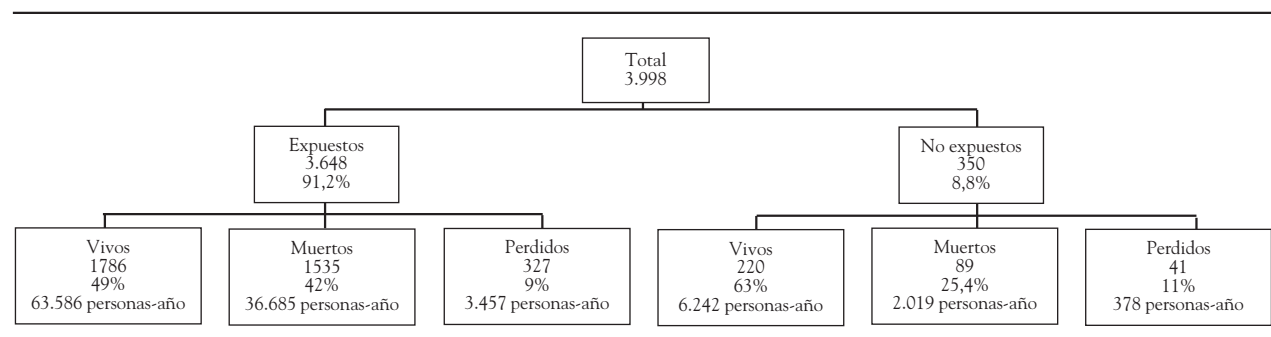 Total
3.998
Expuestos
3.648
91,2%
No expuestos
350
8,8%
Vivos
1786
49%
63.586 personas-año
Muertos
1535
42%
36.685 personas-año
Perdidos
327
9%
3.457 personas-año
Vivos
220
63%
6.242 personas-año
Muertos
89
25,4%
2.019 personas-año
Perdidos
41
11%
378 personas-año